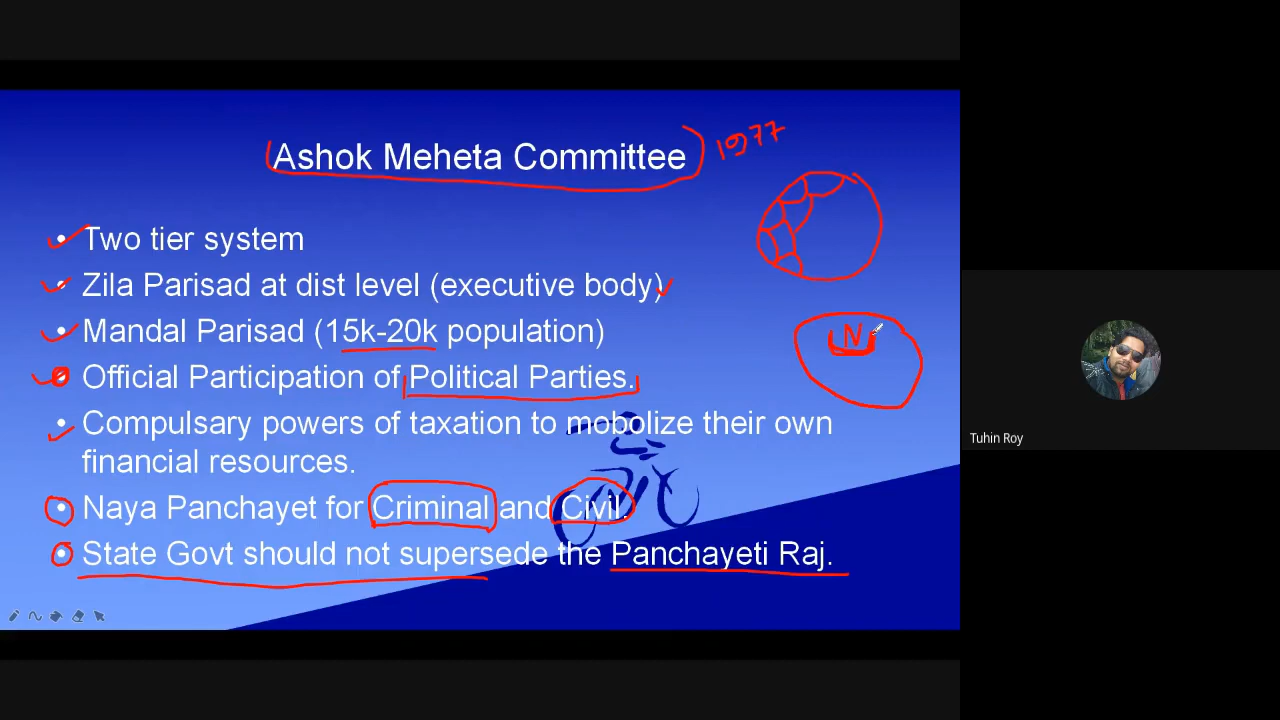 Ashok Meheta Committee 1977
• Two tier system
• Zila Parisad at dist level (executive body)
• Mandal Parisad (15k-20k population)
N
• Official Participation of Political Parties.
• Compulsary powers of taxation to mobolize their own
financial resources.
• Naya Panchayet for Criminal and Civil.
• State Govt should not supersede the Panchayeti Raj.
Tuhin Roy